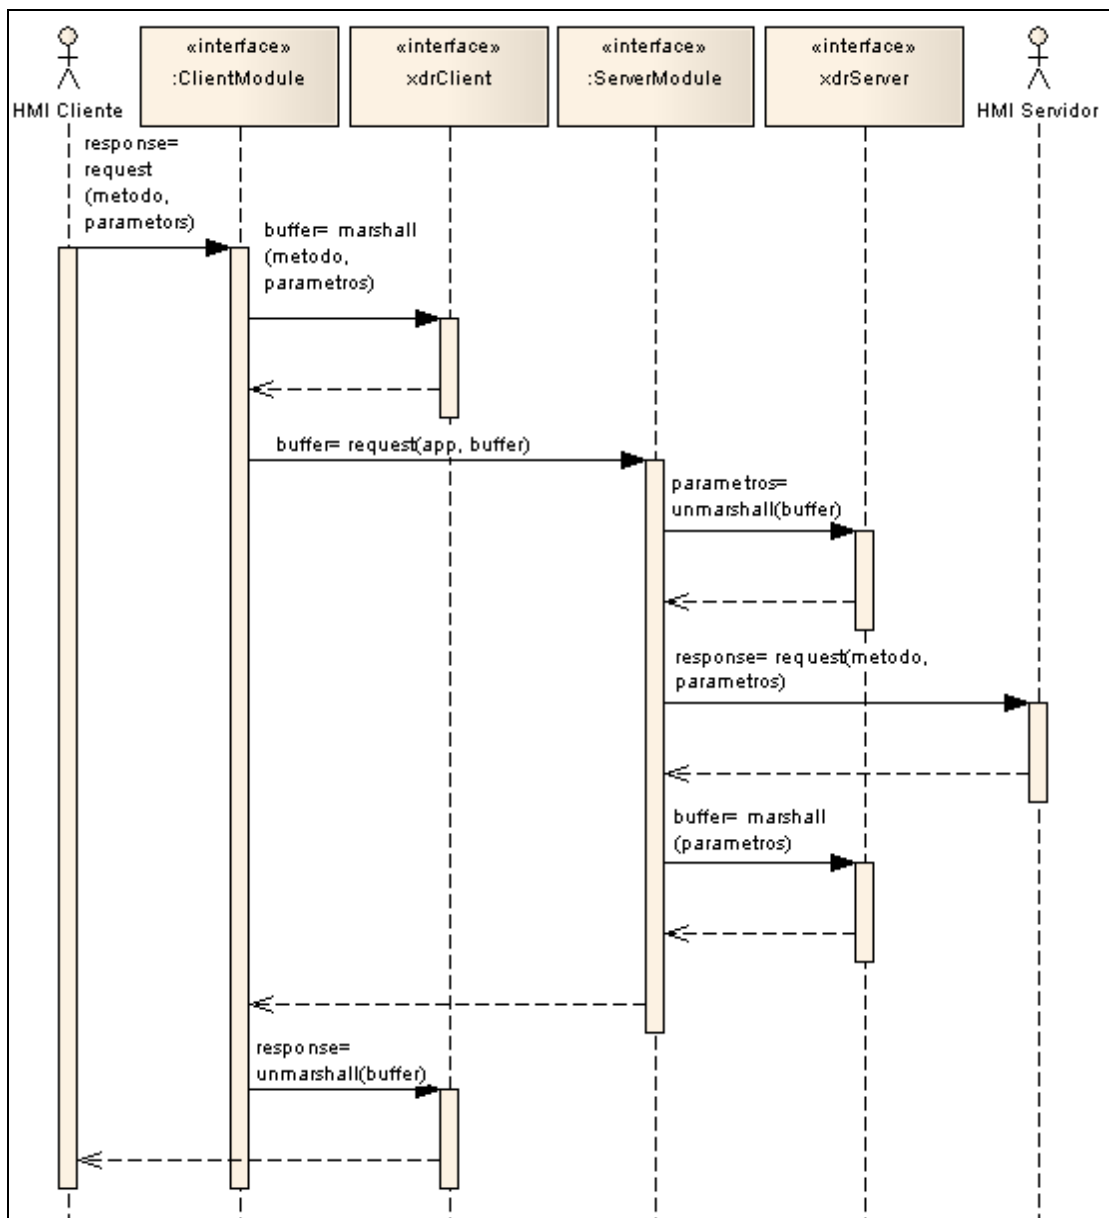 «interface»
:ClientModule
«interface»
xdrClient
«interface»
:ServerModule
«interface»
xdrServer
HMI Cliente
HMI Servidor
response=
request
(metodo,
parametors)
buffer= marshall
(metodo,
parametros)
buffer= request(app, buffer)
parametros=
unmarshall(buffer)
response= request(metodo,
parametros)
buffer= marshall
(parametros)
response=
unmarshall(buffer)